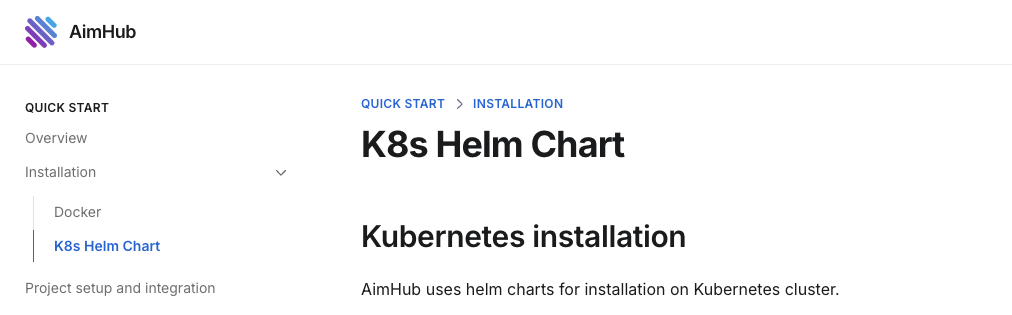 AimHub
QUICK START
Overview
Installation
Docker
K8s Helm Chart
Project setup and integration
QUICK START > INSTALLATION
K8s Helm Chart
Kubernetes installation
AimHub uses helm charts for installation on Kubernetes cluster.